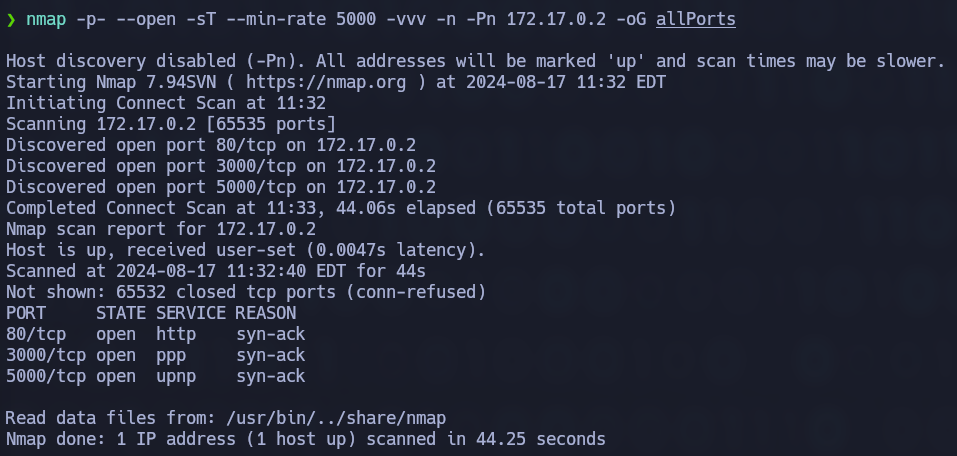 ❯ nmap -p- --open -sT --min-rate 5000 -vvv -n -Pn 172.17.0.2 -oG allPorts
Host discovery disabled (-Pn). All addresses will be marked 'up' and scan times may be slower.
Starting Nmap 7.94SVN ( https://nmap.org ) at 2024-08-17 11:32 EDT
Initiating Connect Scan at 11:32
Scanning 172.17.0.2 [65535 ports]
Discovered open port 80/tcp on 172.17.0.2
Discovered open port 3000/tcp on 172.17.0.2
Discovered open port 5000/tcp on 172.17.0.2
Completed Connect Scan at 11:33, 44.06s elapsed (65535 total ports)
Nmap scan report for 172.17.0.2
Host is up, received user-set (0.0047s latency).
Scanned at 2024-08-17 11:32:40 EDT for 44s
Not shown: 65532 closed tcp ports (conn-refused)
PORT     STATE SERVICE REASON
80/tcp   open  http    syn-ack
3000/tcp open  ppp     syn-ack
5000/tcp open  upnp    syn-ack
Read data files from: /usr/bin/../share/nmap
Nmap done: 1 IP address (1 host up) scanned in 44.25 seconds